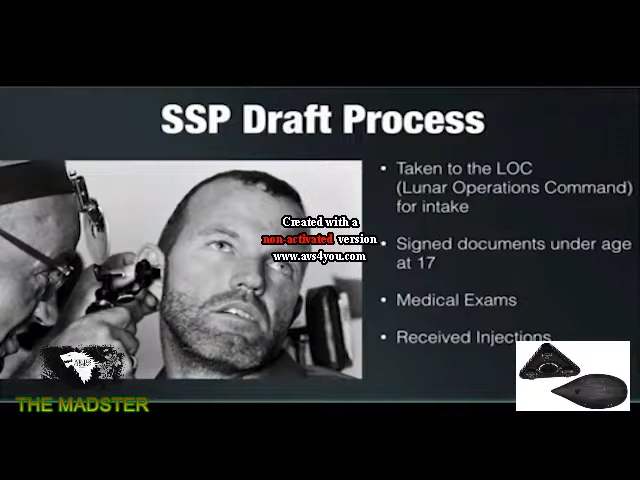 SSP Draft Process
• Taken to the LOC
(Lunar Operations Command)
for intake
• Signed documents under age
at 17
• Medical Exams
• Received Injections
Created with a
non-activated version
www.avs4you.com
THE MADSTER